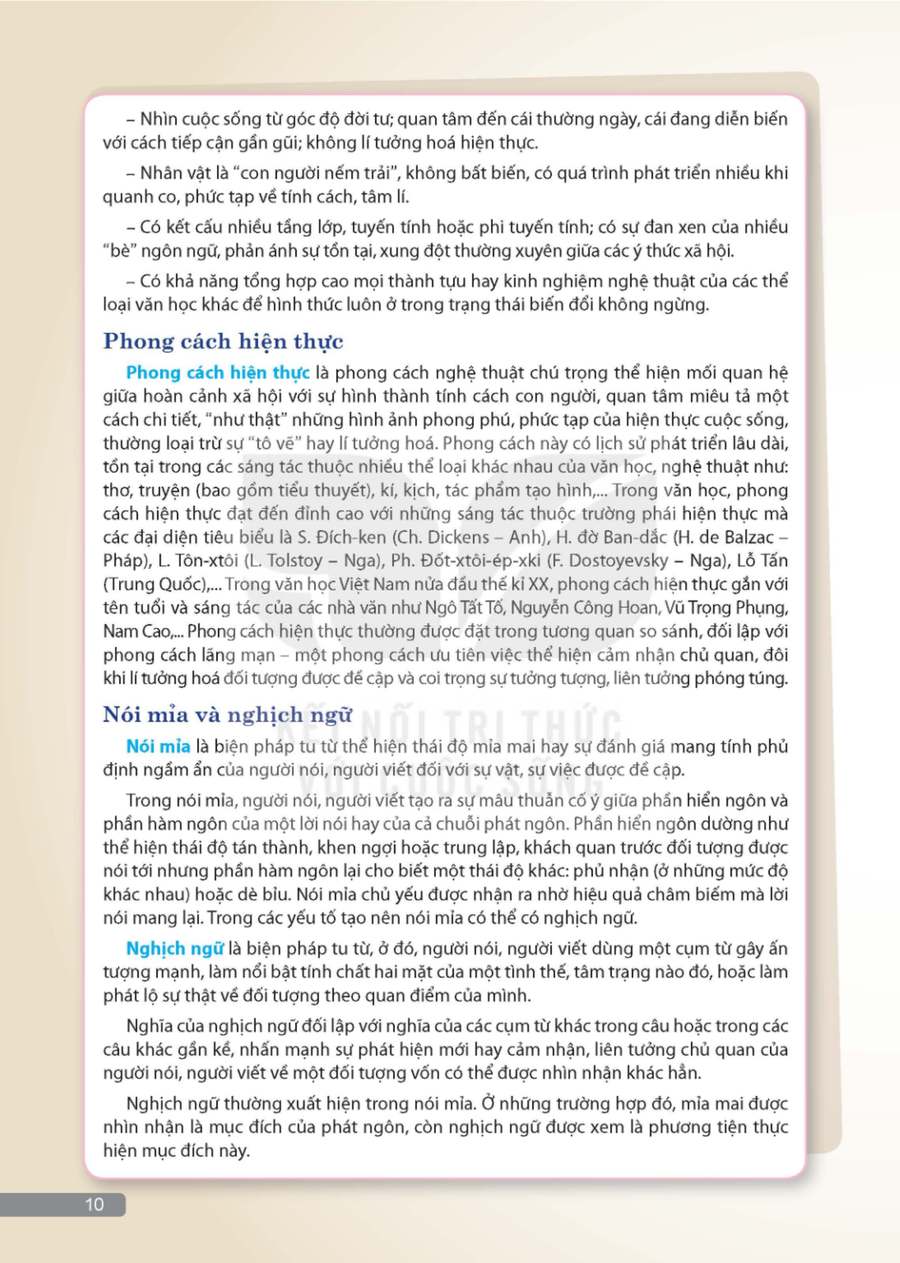 – Nhìn cuộc sống từ góc độ đời tư; quan tâm đến cái thường ngày, cái đang diễn biến
với cách tiếp cận gần gũi; không lí tưởng hoá hiện thực.
– Nhân vật là “con người nếm trải”, không bất biến, có quá trình phát triển nhiều khi
quanh co, phức tạp về tính cách, tâm lí.
– Có kết cấu nhiều tầng lớp, tuyến tính hoặc phi tuyến tính; có sự đan xen của nhiều
“bè” ngôn ngữ, phản ánh sự tồn tại, xung đột thường xuyên giữa các ý thức xã hội.
– Có khả năng tổng hợp cao mọi thành tựu hay kinh nghiệm nghệ thuật của các thể
loại văn học khác để hình thức luôn ở trong trạng thái biến đổi không ngừng.
Phong cách hiện thực
Phong cách hiện thực là phong cách nghệ thuật chú trọng thể hiện mối quan hệ
giữa hoàn cảnh xã hội với sự hình thành tính cách con người, quan tâm miêu tả một
cách chi tiết, “như thật” những hình ảnh phong phú, phức tạp của hiện thực cuộc sống,
thường loại trừ sự “tô vẽ” hay lí tưởng hoá. Phong cách này có lịch sử phát triển lâu dài,
tồn tại trong các sáng tác thuộc nhiều thể loại khác nhau của văn học, nghệ thuật như:
thơ, truyện (bao gồm tiểu thuyết), kí, kịch, tác phẩm tạo hình,... Trong văn học, phong
cách hiện thực đạt đến đỉnh cao với những sáng tác thuộc trường phái hiện thực mà
các đại diện tiêu biểu là S. Đích-ken (Ch. Dickens – Anh), H. đờ Ban-dắc (H. de Balzac –
Pháp), L. Tôn-xtôi (L. Tolstoy – Nga), Ph. Đốt-xtôi-ép-xki (F. Dostoyevsky – Nga), Lỗ Tấn
(Trung Quốc),... Trong văn học Việt Nam nửa đầu thế kỉ XX, phong cách hiện thực gắn với
tên tuổi và sáng tác của các nhà văn như Ngô Tất Tố, Nguyễn Công Hoan, Vũ Trọng Phụng,
Nam Cao,... Phong cách hiện thực thường được đặt trong tương quan so sánh, đối lập với
phong cách lãng mạn – một phong cách ưu tiên việc thể hiện cảm nhận chủ quan, đôi
khi lí tưởng hoá đối tượng được đề cập và coi trọng sự tưởng tượng, liên tưởng phóng túng.
Nói mỉa và nghịch ngữ
KẾT NỐI TRI THỨC
Nói mỉa là biện pháp tu từ thể hiện thái độ mỉa mai hay sự đánh giá mang tính phủ
định ngầm ẩn của người nói, người viết đối với sự vật, sự việc được đề cập.
VỚI CUỘC SỐNG
Trong nói mỉa, người nói, người viết tạo ra sự mâu thuẫn cố ý giữa phần hiển ngôn và
phần hàm ngôn của một lời nói hay của cả chuỗi phát ngôn. Phần hiển ngôn dường như
thể hiện thái độ tán thành, khen ngợi hoặc trung lập, khách quan trước đối tượng được
nói tới nhưng phần hàm ngôn lại cho biết một thái độ khác: phủ nhận (ở những mức độ
khác nhau) hoặc dè bỉu. Nói mỉa chủ yếu được nhận ra nhờ hiệu quả châm biếm mà lời
nói mang lại. Trong các yếu tố tạo nên nói mỉa có thể có nghịch ngữ.
Nghịch ngữ là biện pháp tu từ, ở đó, người nói, người viết dùng một cụm từ gây ấn
tượng mạnh, làm nổi bật tính chất hai mặt của một tình thế, tâm trạng nào đó, hoặc làm
phát lộ sự thật về đối tượng theo quan điểm của mình.
Nghĩa của nghịch ngữ đối lập với nghĩa của các cụm từ khác trong câu hoặc trong các
câu khác gần kề, nhấn mạnh sự phát hiện mới hay cảm nhận, liên tưởng chủ quan của
người nói, người viết về một đối tượng vốn có thể được nhìn nhận khác hẳn.
Nghịch ngữ thường xuất hiện trong nói mỉa. Ở những trường hợp đó, mỉa mai được
nhìn nhận là mục đích của phát ngôn, còn nghịch ngữ được xem là phương tiện thực
hiện mục đích này.
10